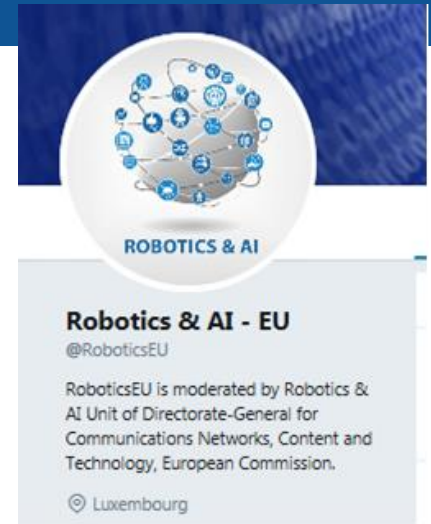 ROBOTICS & AI
Robotics & AI - EU
@RoboticsEU
RoboticsEU is moderated by Robotics &
AI Unit of Directorate-General for
Communications Networks, Content and
Technology, European Commission.
Luxembourg